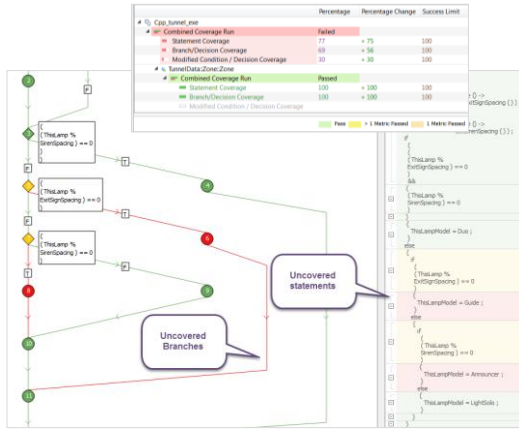 Percentage Percentage Change Success Limit
Cpp_tunnel_exe
Combined Coverage Run Failed
Statement Coverage 77 + 75 100
Branch/Decision Coverage 69 + 56 100
Modified Condition / Decision Coverage 30 + 30 100
TunnelData::Zone::Zone
Combined Coverage Run Passed
Statement Coverage 100 + 100 100
Branch/Decision Coverage 100 + 100 100
Modified Condition / Decision Coverage
Pass + 1 Metric Passed 1 Metric Passed
2
F
3
{
( ThisLamp %
SirenSpacing ) == 0
}
}
T
F
4
{
( ThisLamp %
ExitSignSpacing ) == 0
}
T
F
6
{
( ThisLamp %
SirenSpacing ) == 0
}
F
T
8
9
10
11
Uncovered
Branches
Uncovered
statements
() ->
ExitSignSpacing {})
() ->
SirenSpacing {});
if
{
{
( ThisLamp %
ExitSignSpacing ) == 0
}
&&
{
( ThisLamp %
SirenSpacing ) == 0
}
}
{
ThisLampModel = Duo ;
}
else
{
if
{
( ThisLamp %
ExitSignSpacing ) == 0
}
{
ThisLampModel = Guide ;
}
else
{
if
{
( ThisLamp %
SirenSpacing ) == 0
}
{
ThisLampModel = Announcer ;
}
else
{
ThisLampModel = LightSolo ;
}
}
}